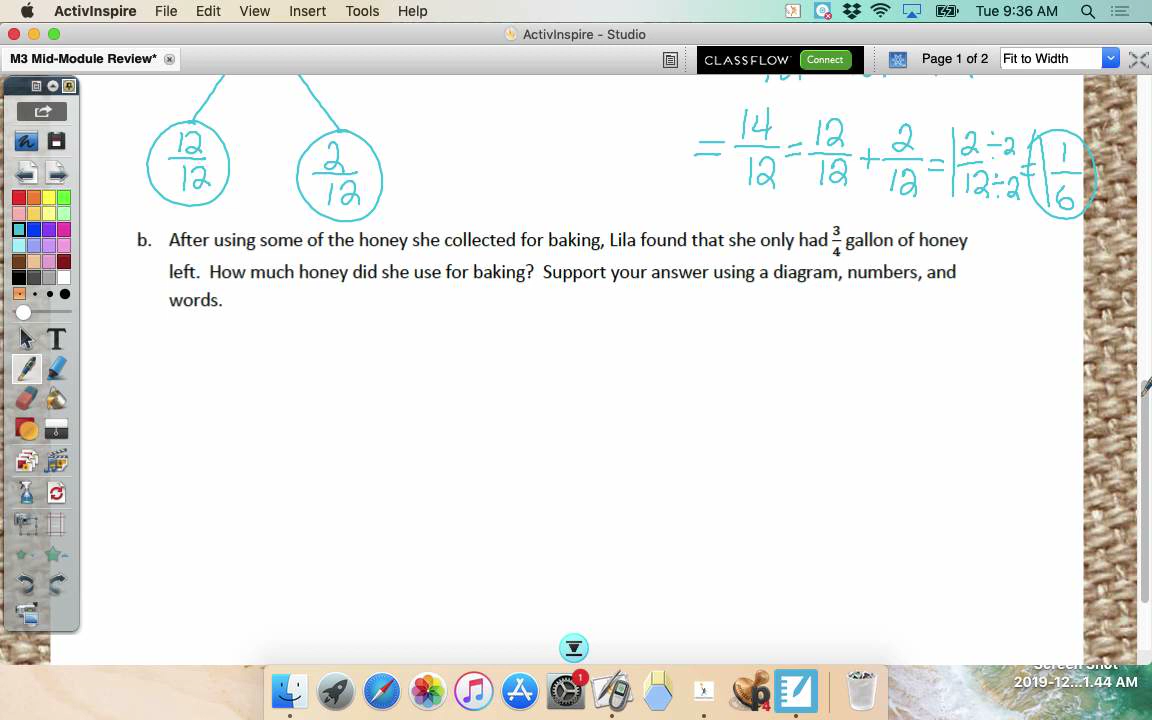 ActivInspire File Edit View Insert Tools Help Tue 9:36 AM
ActivInspire - Studio
M3 Mid-Module Review* CLASSFLOW Connect Page 1 of 2 Fit to Width
12/12 2/12 = 14/12 = 12/12 + 2/12 = 1 2÷2/12÷2 = 1 1/6
b. After using some of the honey she collected for baking, Lila found that she only had 3/4 gallon of honey
left. How much honey did she use for baking? Support your answer using a diagram, numbers, and
words.
T
Screen Shot
2019-12...1.44 AM
1